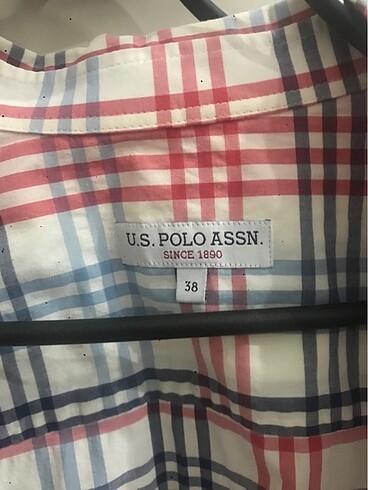 U.S. POLO ASSN.
SINCE 1890
38